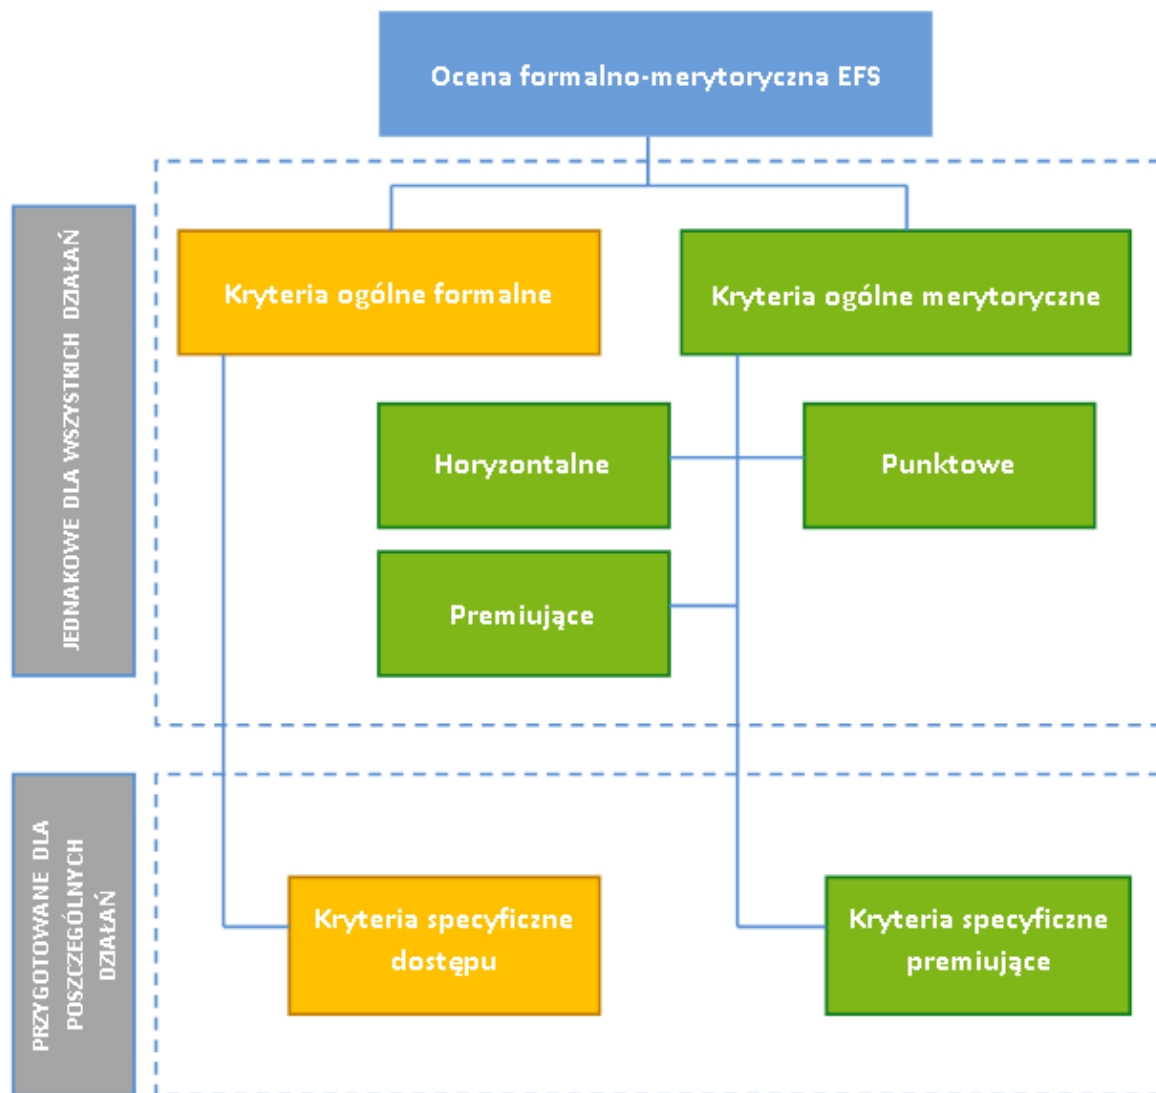 Ocena formalno-merytoryczna EFS
JEDNAKOWE DLA WSZYSTKICH DZIAŁAŃ
Kryteria ogólne formalne
Kryteria ogólne merytoryczne
Horyzontalne
Punktowe
Premiujące
PRZYGOTOWANE DLA
POSZCZEGÓLNYCH
DZIAŁAŃ
Kryteria specyficzne
dostępu
Kryteria specyficzne
premiujące